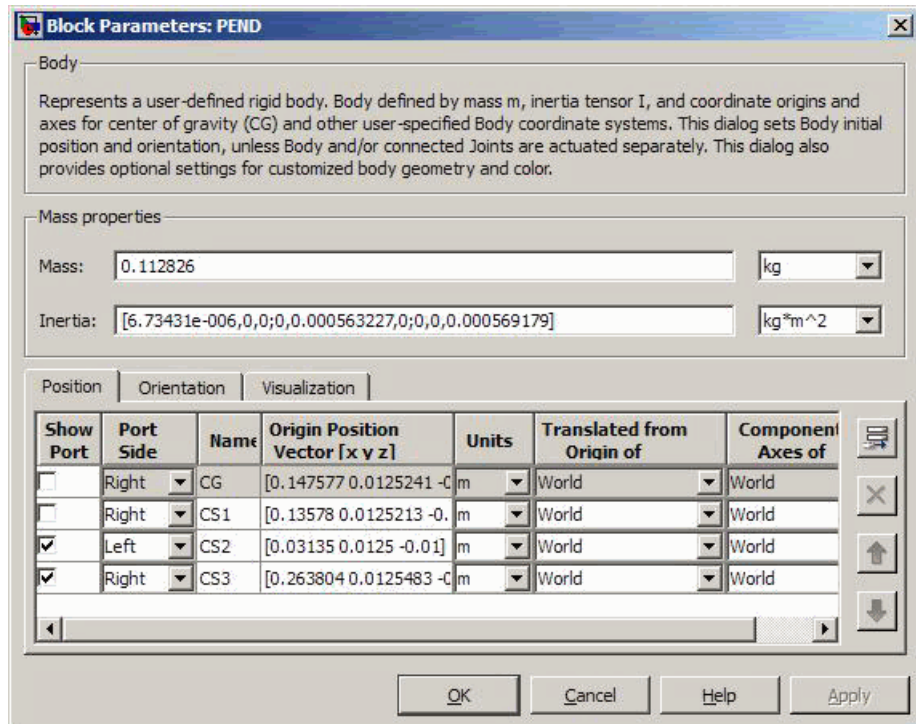 Block Parameters: PEND
Body
Represents a user-defined rigid body. Body defined by mass m, inertia tensor I, and coordinate origins and
axes for center of gravity (CG) and other user-specified Body coordinate systems. This dialog sets Body initial
position and orientation, unless Body and/or connected Joints are actuated separately. This dialog also
provides optional settings for customized body geometry and color.
Mass properties
Mass: 0.112826 kg
Inertia: [6.73431e-006,0,0;0,0.000563227,0;0,0,0.000569179] kg*m^2
Position Orientation Visualization
Show Port Name Origin Position Units Translated from Component
Port Side Vector [x y z] Origin of Axes of
Right CG [0.147577 0.0125241 -0 m World World
Right CS1 [0.13578 0.0125213 -0. m World World
Left CS2 [0.03135 0.0125 -0.01] m World World
Right CS3 [0.263804 0.0125483 -0 m World World
OK Cancel Help Apply